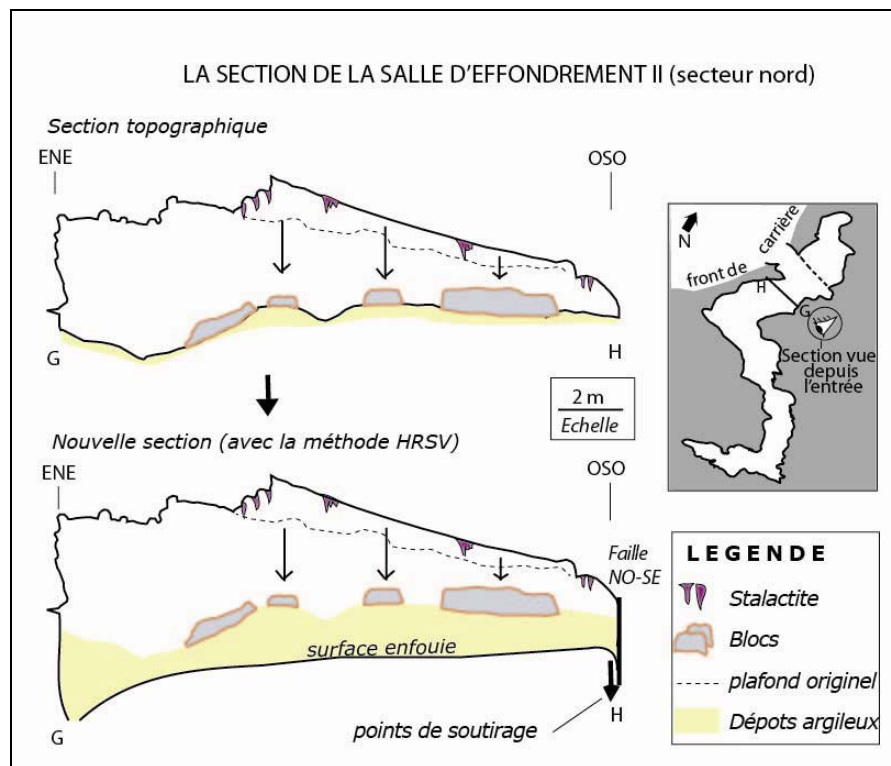 LA SECTION DE LA SALLE D'EFFONDREMENT II (secteur nord)
Section topographique
ENE
OSO
G
H
2 m
Echelle
N
front de
carrière
H
G
Section vue
depuis
l'entrée
Nouvelle section (avec la méthode HRSV)
ENE
OSO
Faille
NO-SE
surface enfouie
G
H
points de soutirage
LEGENDE
Stalactite
Blocs
plafond originel
Dépots argileux